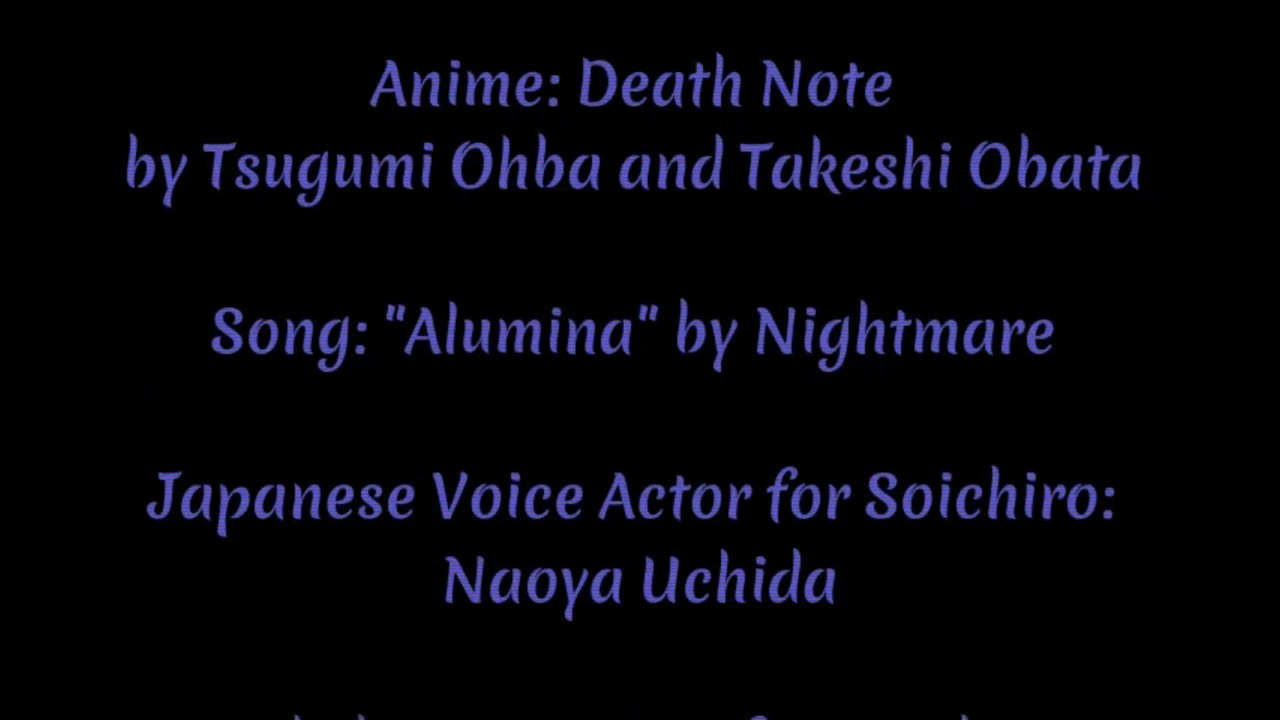 Anime: Death Note
by Tsugumi Ohba and Takeshi Obata
Song: "Alumina" by Nightmare
Japanese Voice Actor for Soichiro:
Naoya Uchida